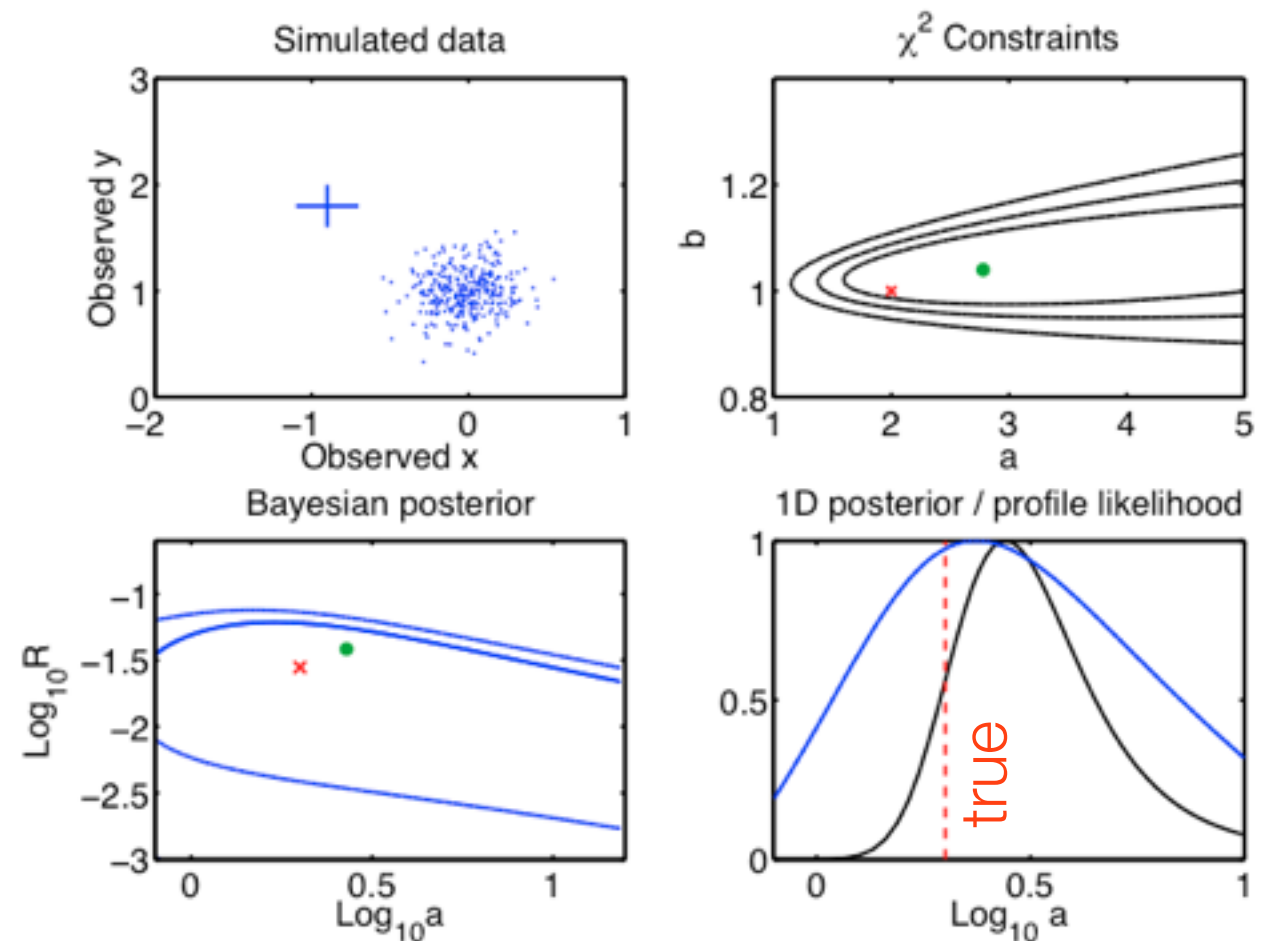 Simulated data
3
2
1
0
Observed y
−2
−1
0
1
Observed x
χ² Constraints
1.2
1
0.8
b
1
2
3
4
5
a
Bayesian posterior
−1
−1.5
−2
−2.5
−3
Log₁₀R
0
0.5
1
Log₁₀a
1D posterior / profile likelihood
1
0.5
0
true
0
0.5
1
Log₁₀ a